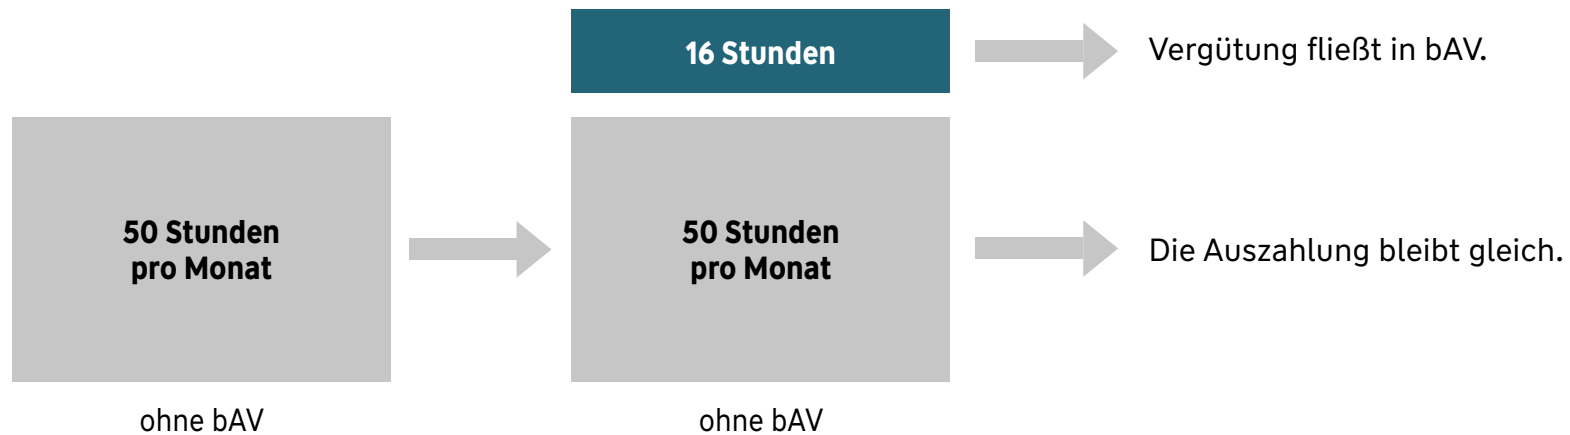 16 Stunden
Vergütung fließt in bAV.
50 Stunden
pro Monat
50 Stunden
pro Monat
Die Auszahlung bleibt gleich.
ohne bAV
ohne bAV